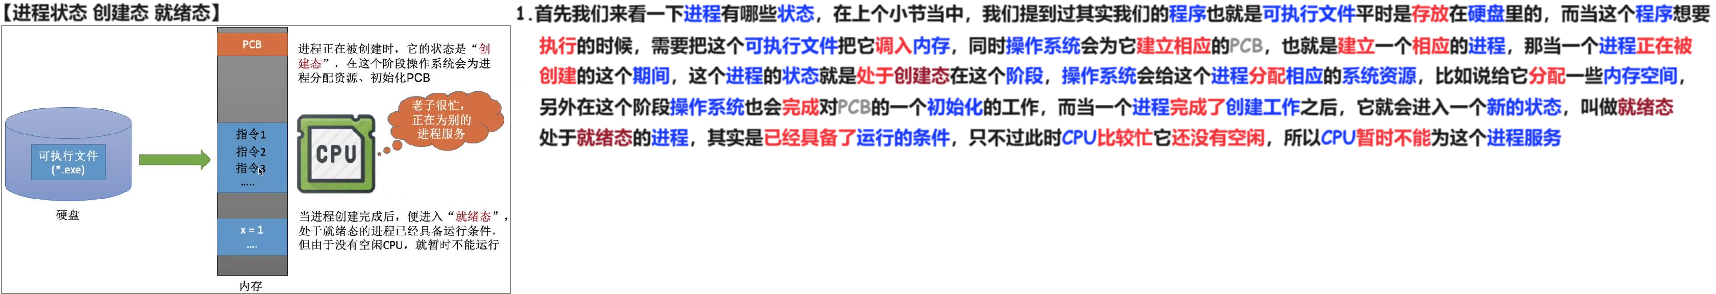 【进程状态 创建态 就绪态】
PCB
进程正在被创建时，它的状态是“创
建态”，在这个阶段操作系统会为进
程分配资源、初始化PCB
老子很忙，
正在为别的
进程服务
可执行文件
(*.exe)
硬盘
指令1
指令2
指令3
.....
CPU
当进程创建完成后，便进入“就绪态”，
处于就绪态的进程已经具备运行条件，
但由于没有空闲CPU，就暂时不能运行
x = 1
....
内存
1.首先我们来看一下进程有哪些状态，在上个小节当中，我们提到过其实我们的程序也就是可执行文件平时是存放在硬盘里的，而当这个程序想要
执行的时候，需要把这个可执行文件把它调入内存，同时操作系统会为它建立相应的PCB，也就是建立一个相应的进程，那当一个进程正在被
创建的这个期间，这个进程的状态就是处于创建态在这个阶段，操作系统会给这个进程分配相应的系统资源，比如说给它分配一些内存空间，
另外在这个阶段操作系统也会完成对PCB的一个初始化的工作，而当一个进程完成了创建工作之后，它就会进入一个新的状态，叫做就绪态
处于就绪态的进程，其实是已经具备了运行的条件，只不过此时CPU比较忙它还没有空闲，所以CPU暂时不能为这个进程服务